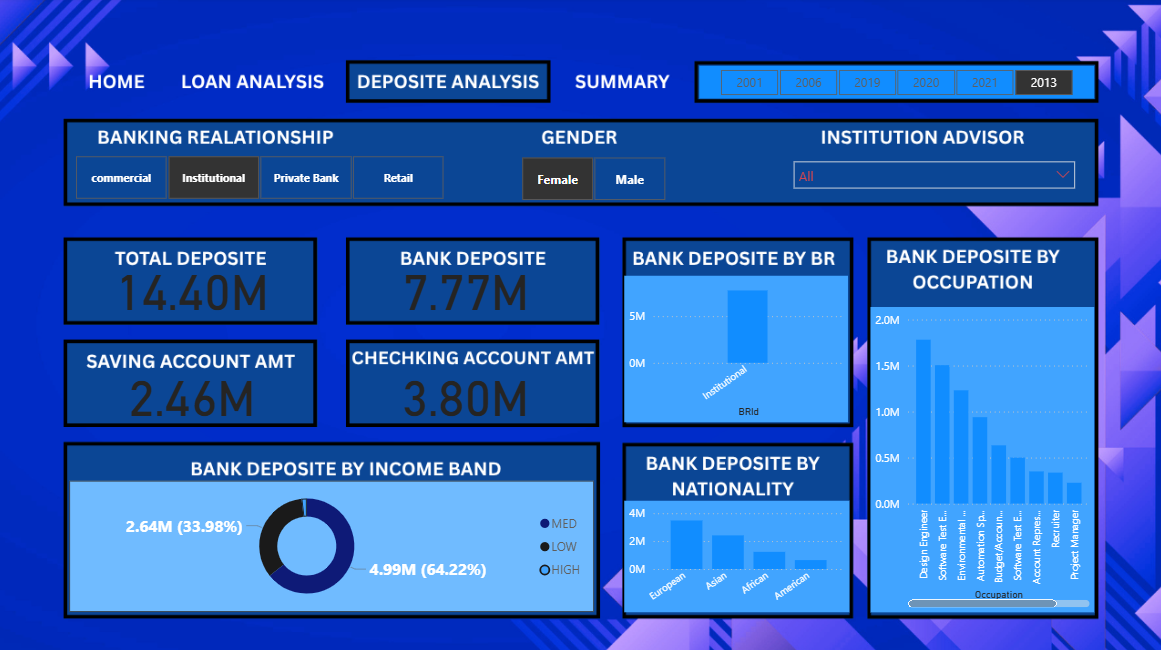 HOME
LOAN ANALYSIS
DEPOSITE ANALYSIS
SUMMARY
2001
2006
2019
2020
2021
2013
BANKING REALATIONSHIP
commercial
Institutional
Private Bank
Retail
GENDER
Female
Male
INSTITUTION ADVISOR
All
TOTAL DEPOSITE
14.40M
BANK DEPOSITE
7.77M
SAVING ACCOUNT AMT
2.46M
CHECHKING ACCOUNT AMT
3.80M
BANK DEPOSITE BY BR
5M
0M
Institutional
BRId
BANK DEPOSITE BY
OCCUPATION
2.0M
1.5M
1.0M
0.5M
0.0M
Design Engineer
Software Test E...
Environmental ...
Automation Sp...
Budget/Accoun...
Software Test E...
Account Repres...
Recruiter
Project Manager
Occupation
BANK DEPOSITE BY INCOME BAND
2.64M (33.98%)
4.99M (64.22%)
MED
LOW
HIGH
BANK DEPOSITE BY
NATIONALITY
4M
2M
0M
European
Asian
African
American